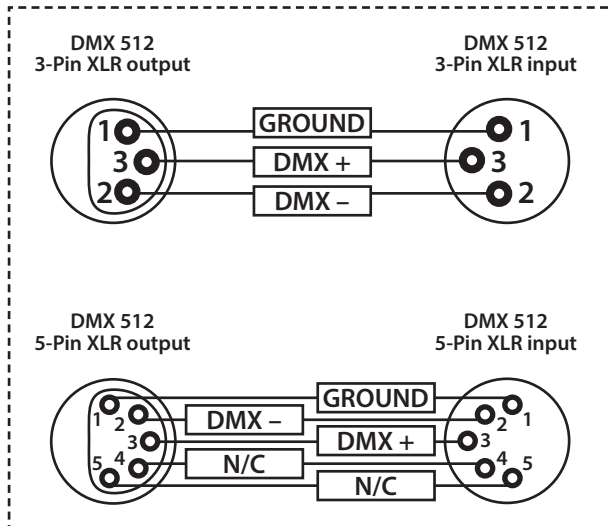 DMX 512
3-Pin XLR output
DMX 512
3-Pin XLR input
1 GROUND 1
3 DMX + 3
2 DMX – 2
DMX 512
5-Pin XLR output
DMX 512
5-Pin XLR input
1 GROUND 1
2 DMX – 2
3 DMX + 3
4 N/C 4
5 N/C 5